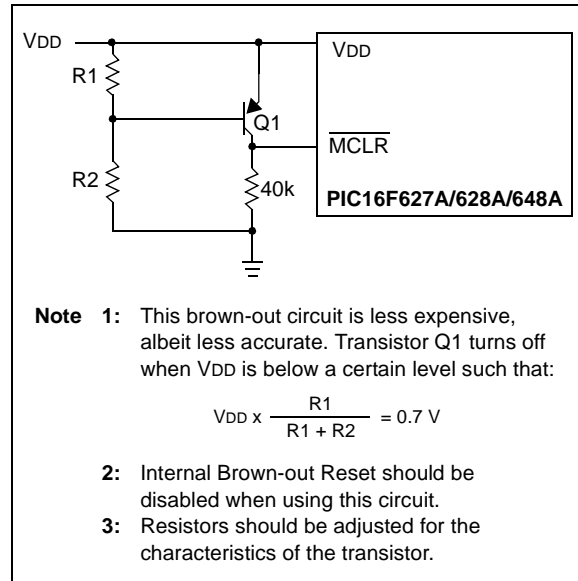 VDD
VDD
R1
Q1
MCLR
R2
40k
PIC16F627A/628A/648A
Note 1: This brown-out circuit is less expensive,
albeit less accurate. Transistor Q1 turns off
when VDD is below a certain level such that:
VDD x R1 / R1 + R2 = 0.7 V
2: Internal Brown-out Reset should be
disabled when using this circuit.
3: Resistors should be adjusted for the
characteristics of the transistor.